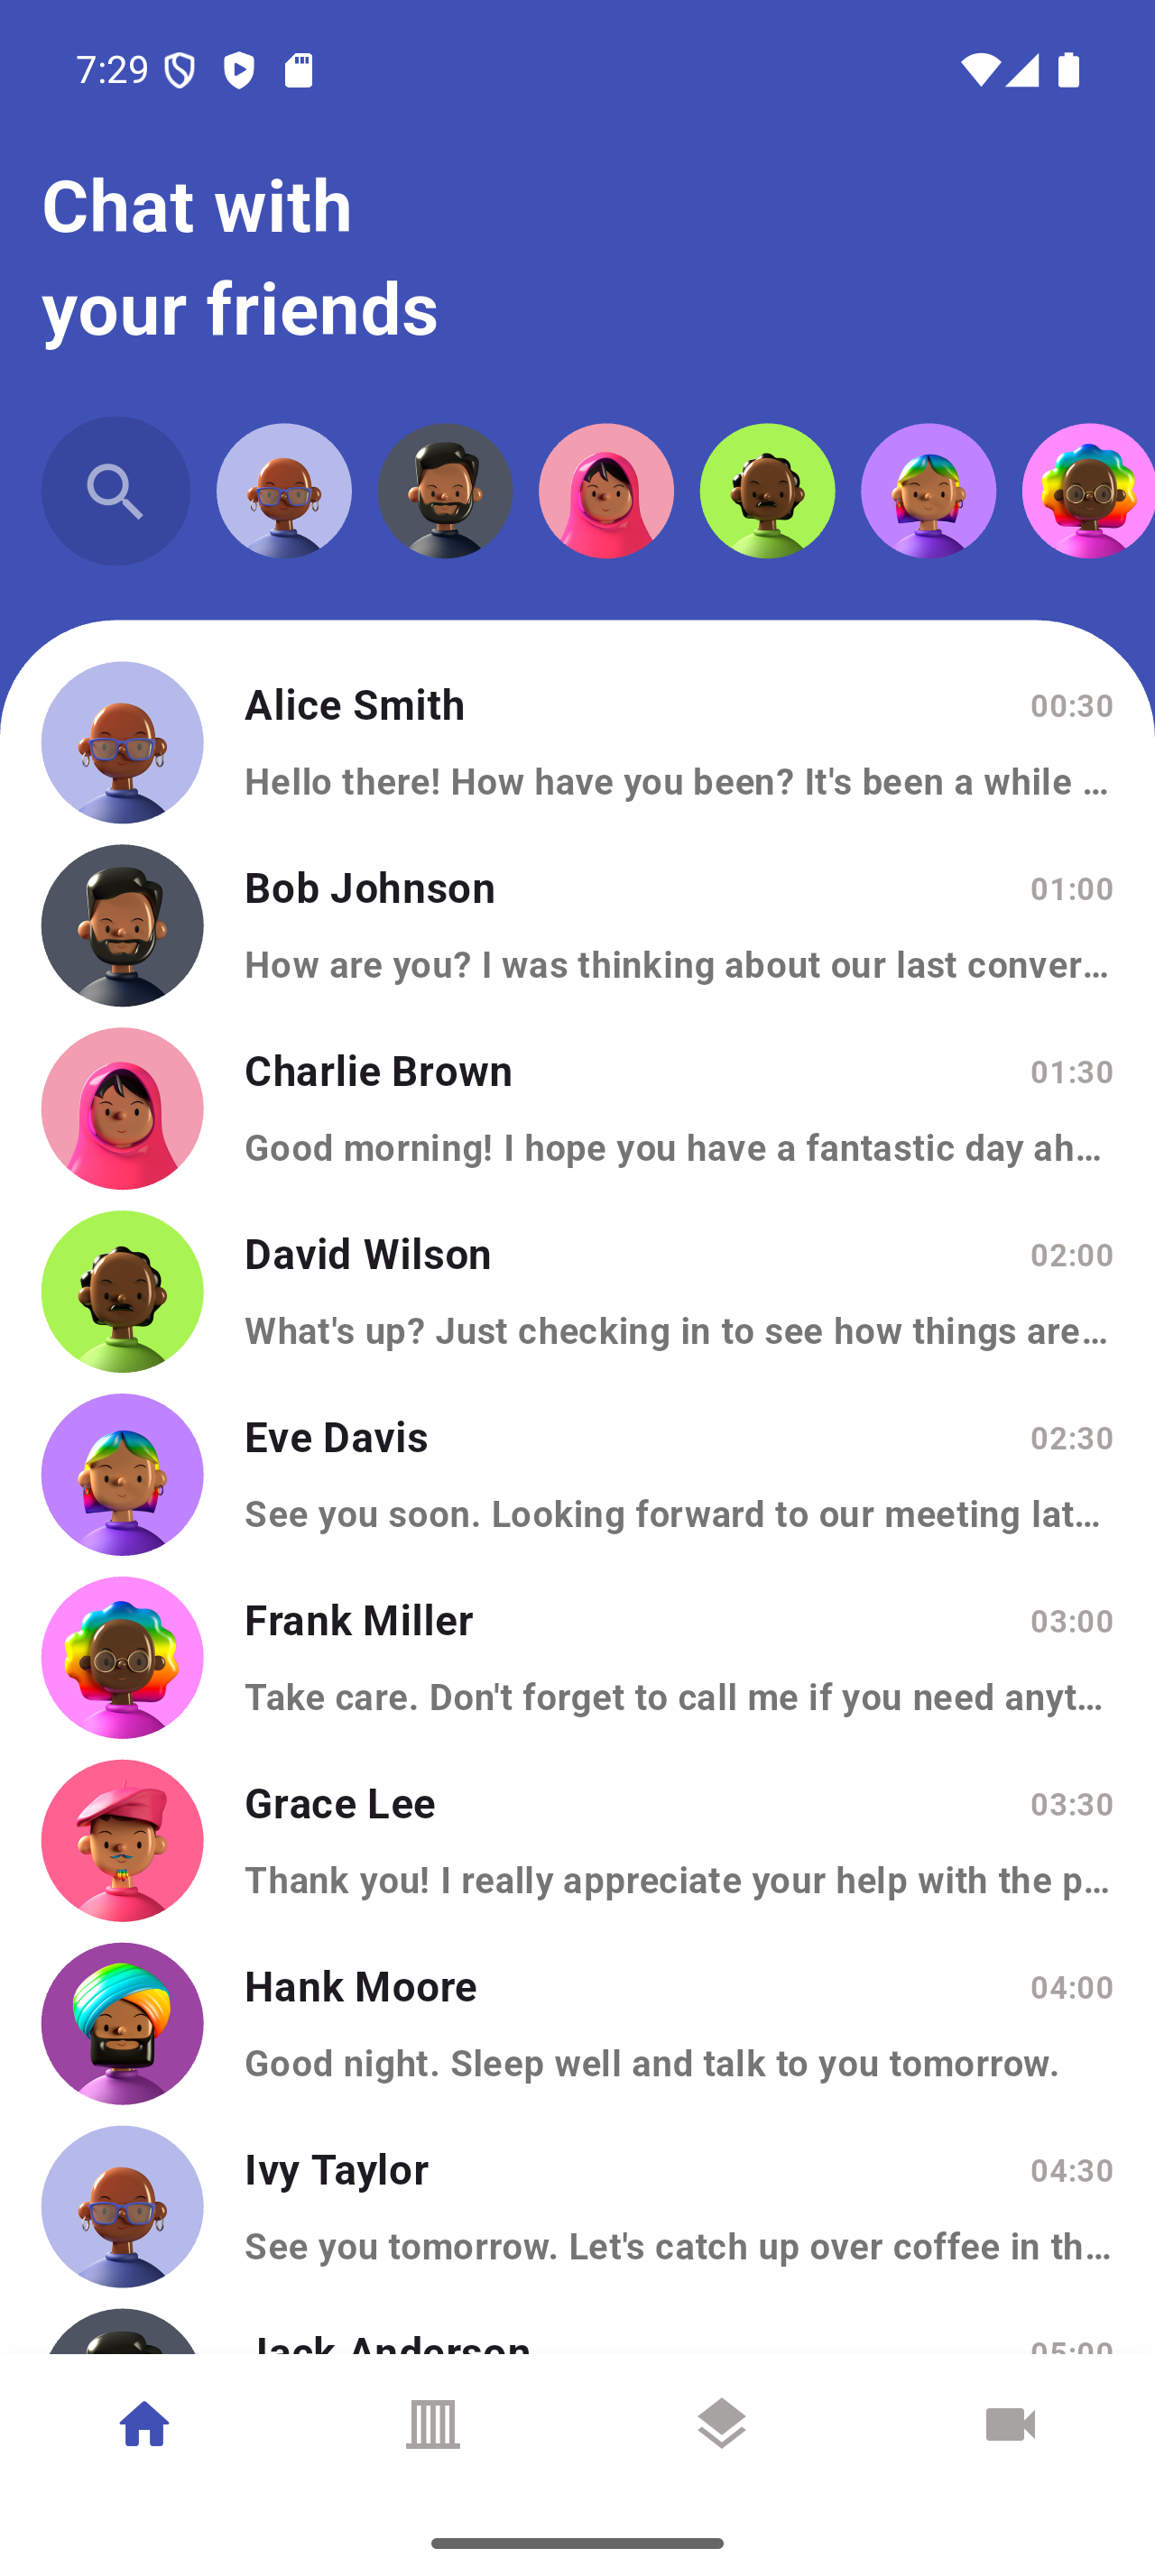 7:29
Chat with
your friends
Alice Smith 00:30
Hello there! How have you been? It's been a while ...
Bob Johnson 01:00
How are you? I was thinking about our last conver...
Charlie Brown 01:30
Good morning! I hope you have a fantastic day ah...
David Wilson 02:00
What's up? Just checking in to see how things are...
Eve Davis 02:30
See you soon. Looking forward to our meeting lat...
Frank Miller 03:00
Take care. Don't forget to call me if you need anyt...
Grace Lee 03:30
Thank you! I really appreciate your help with the p...
Hank Moore 04:00
Good night. Sleep well and talk to you tomorrow.
Ivy Taylor 04:30
See you tomorrow. Let's catch up over coffee in th...
Jack Anderson 05:00